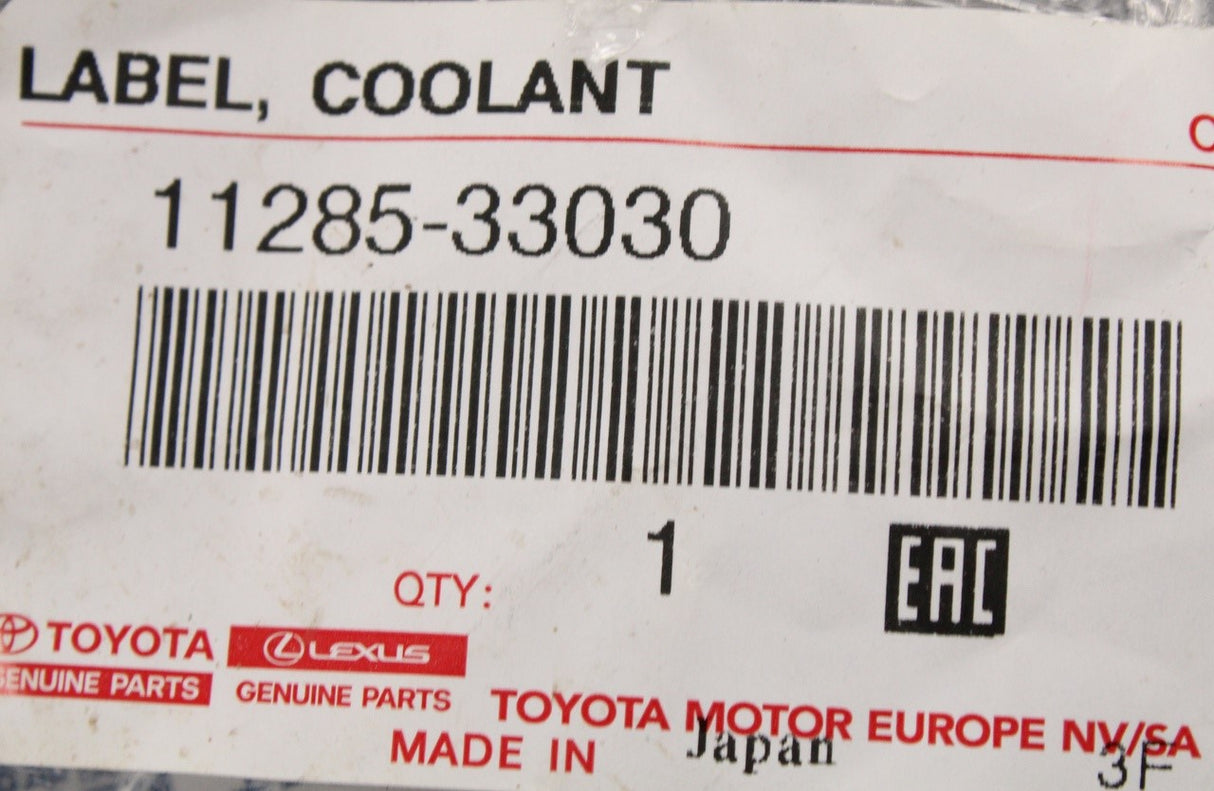 LABEL, COOLANT
11285-33030
QTY: 1
EAC
TOYOTA LEXUS
GENUINE PARTS GENUINE PARTS
TOYOTA MOTOR EUROPE NV/SA
MADE IN Japan
3F